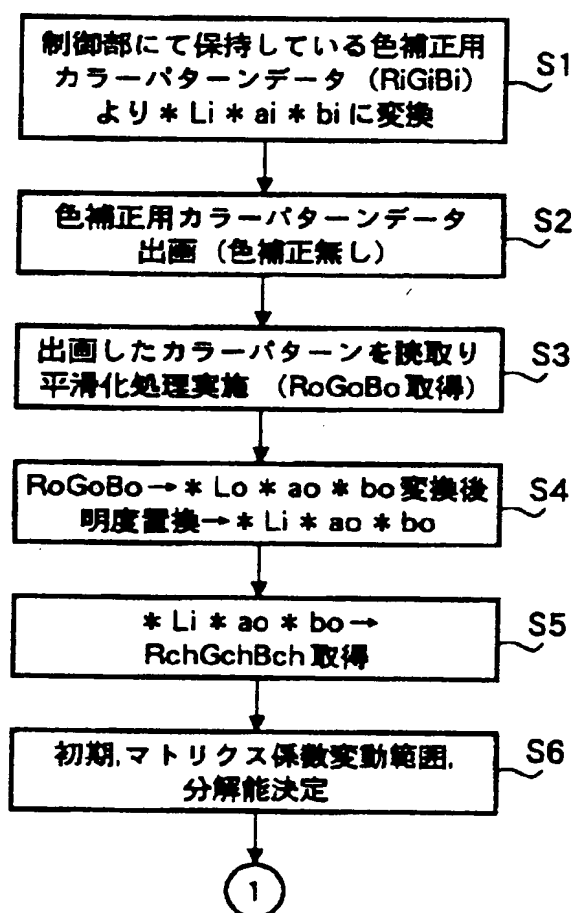 制御部にて保持している色補正用
カラーパターンデータ (RiGiBi)
より＊Li＊ai＊biに変換
S1
色補正用カラーパターンデータ
出画 (色補正無し)
S2
出画したカラーパターンを読取り
平滑化処理実施 (RoGoBo取得)
S3
RoGoBo→＊Lo＊ao＊bo変換後
明度置換→＊Li＊ao＊bo
S4
＊Li＊ao＊bo→
RchGchBch取得
S5
初期,マトリクス係数変動範囲,
分解能決定
S6
1